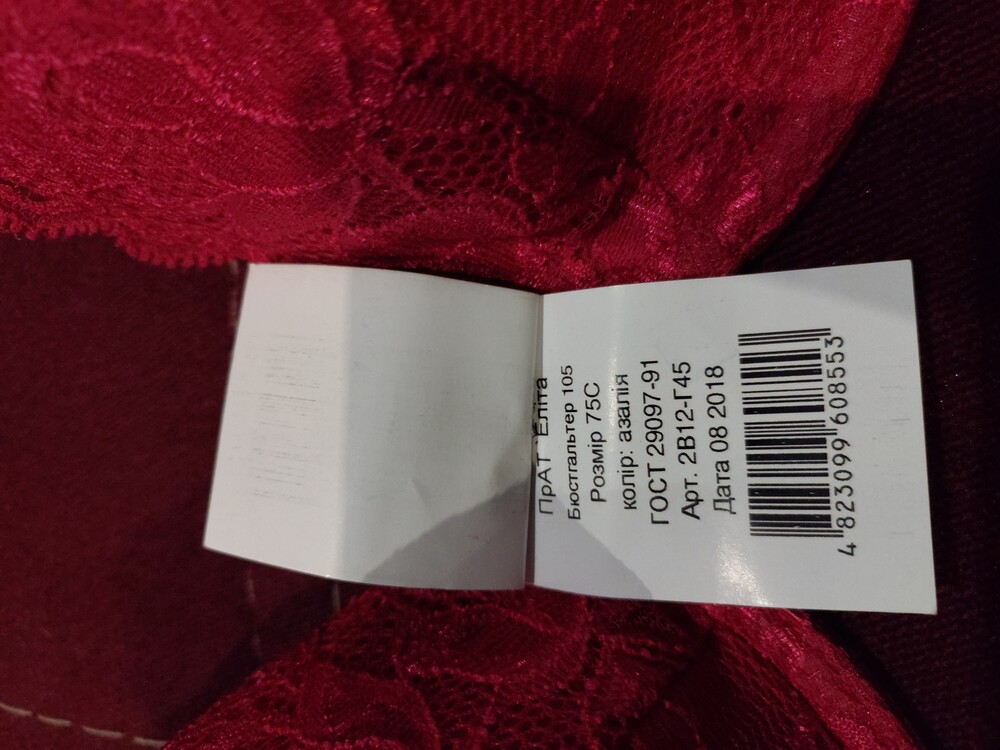 ПрАТ "Еліта
Бюстгальтер 105
Розмір 75С
колір: азалія
ГОСТ 29097-91
Арт. 2В12-Г45
Дата 08 2018
4 823099 608553